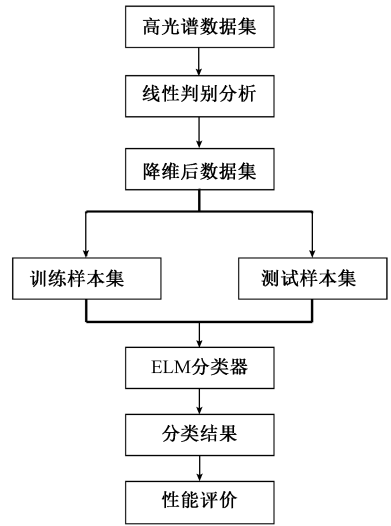 高光谱数据集
线性判别分析
降维后数据集
训练样本集
测试样本集
ELM分类器
分类结果
性能评价